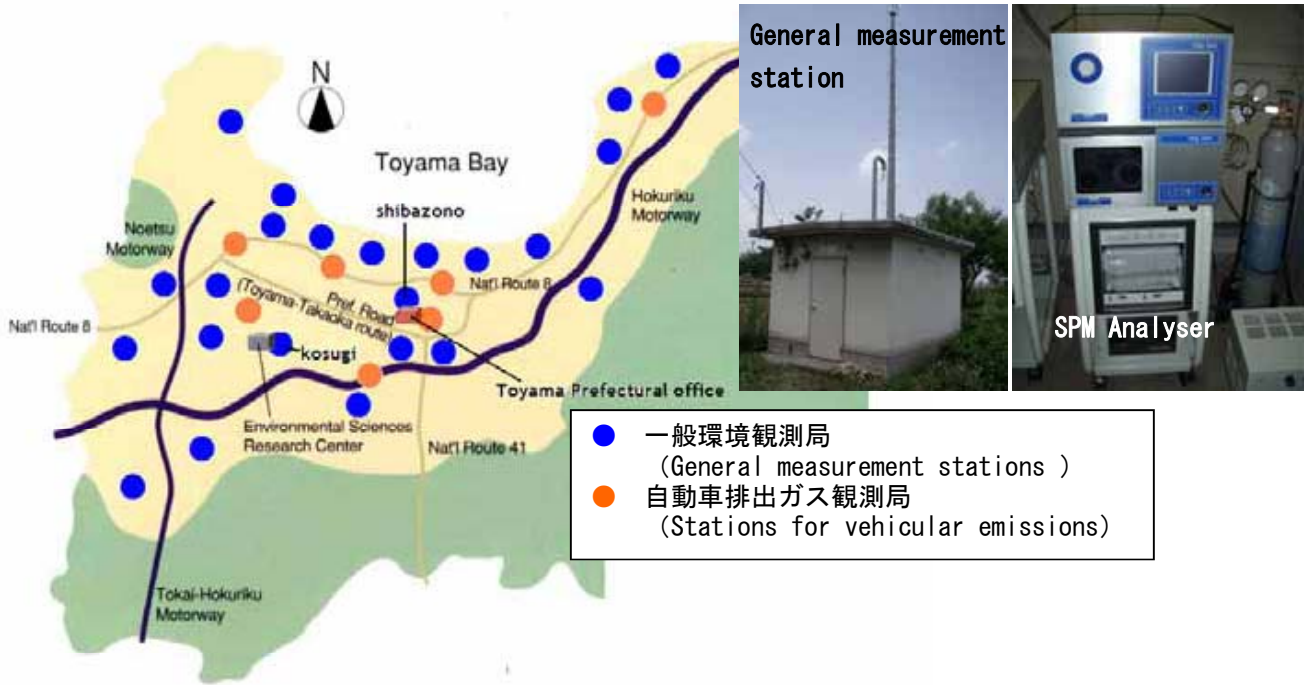 N
Toyama Bay
shibazono
Hokuriku
Motorway
Noetsu
Motorway
Nat'l Route 8
Pref. Road
(Toyama-Takaoka route)
Nat'l Route 8
kosugi
Toyama Prefectural office
Environmental Sciences
Research Center
Nat'l Route 41
Tokai-Hokuriku
Motorway
General measurement
station
SPM Analyser
一般環境観測局
(General measurement stations )
自動車排出ガス観測局
(Stations for vehicular emissions)